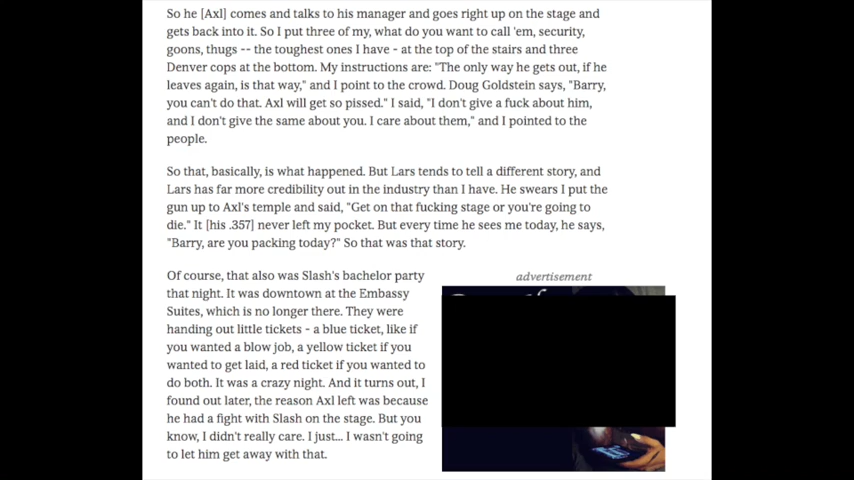 So he [Axl] comes and talks to his manager and goes right up on the stage and
gets back into it. So I put three of my, what do you want to call 'em, security,
goons, thugs -- the toughest ones I have - at the top of the stairs and three
Denver cops at the bottom. My instructions are: "The only way he gets out, if he
leaves again, is that way," and I point to the crowd. Doug Goldstein says, "Barry,
you can't do that. Axl will get so pissed." I said, "I don't give a fuck about him,
and I don't give the same about you. I care about them," and I pointed to the
people.
So that, basically, is what happened. But Lars tends to tell a different story, and
Lars has far more credibility out in the industry than I have. He swears I put the
gun up to Axl's temple and said, "Get on that fucking stage or you're going to
die." It [his .357] never left my pocket. But every time he sees me today, he says,
"Barry, are you packing today?" So that was that story.
Of course, that also was Slash's bachelor party
that night. It was downtown at the Embassy
Suites, which is no longer there. They were
handing out little tickets - a blue ticket, like if
you wanted a blow job, a yellow ticket if you
wanted to get laid, a red ticket if you wanted to
do both. It was a crazy night. And it turns out, I
found out later, the reason Axl left was because
he had a fight with Slash on the stage. But you
know, I didn't really care. I just... I wasn't going
to let him get away with that.
advertisement